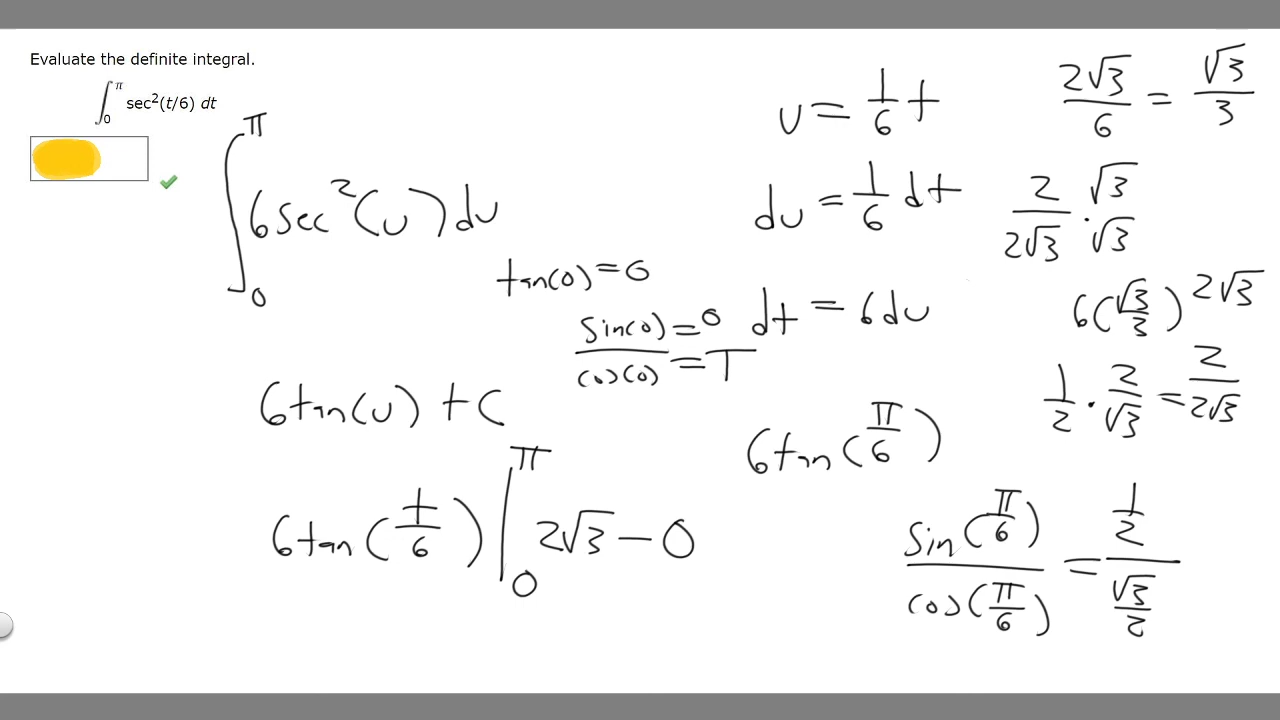 Evaluate the definite integral.
∫₀^π sec²(t/6) dt
∫₀^π 6sec²(u)du
tan(0)=0
sin(0)/cos(0) = 0/1
6tan(u)+C
6tan(t/6)|₀^π 2√3-0
u=1/6 t
du=1/6 dt
dt=6du
6tan(π/6)
sin(π/6)/cos(π/6) = (1/2)/(√3/2)
2√3/6 = √3/3
2/2√3 · √3/√3
6(√3/3) 2√3
1/2 · 2/√3 = 2/2√3